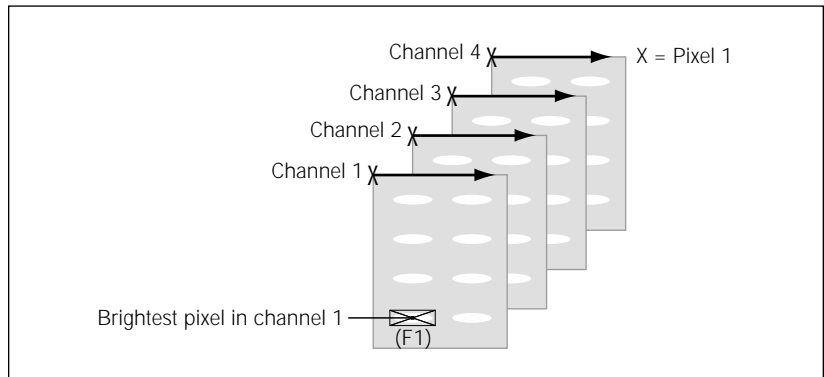 Channel 4
X = Pixel 1
Channel 3
Channel 2
Channel 1
Brightest pixel in channel 1
(F1)